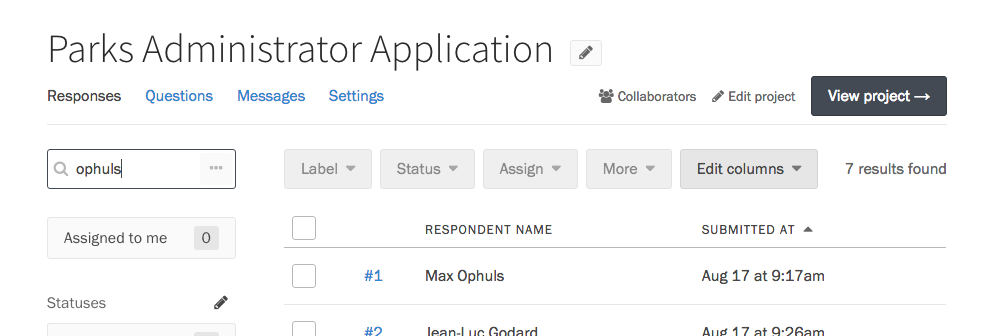 Parks Administrator Application
Responses Questions Messages Settings Collaborators Edit project View project →
ophuls ••• Label Status Assign More Edit columns 7 results found
Assigned to me 0
RESPONDENT NAME SUBMITTED AT
#1 Max Ophuls Aug 17 at 9:17am
Statuses
#2 Jean-Luc Godard Aug 17 at 9:26am